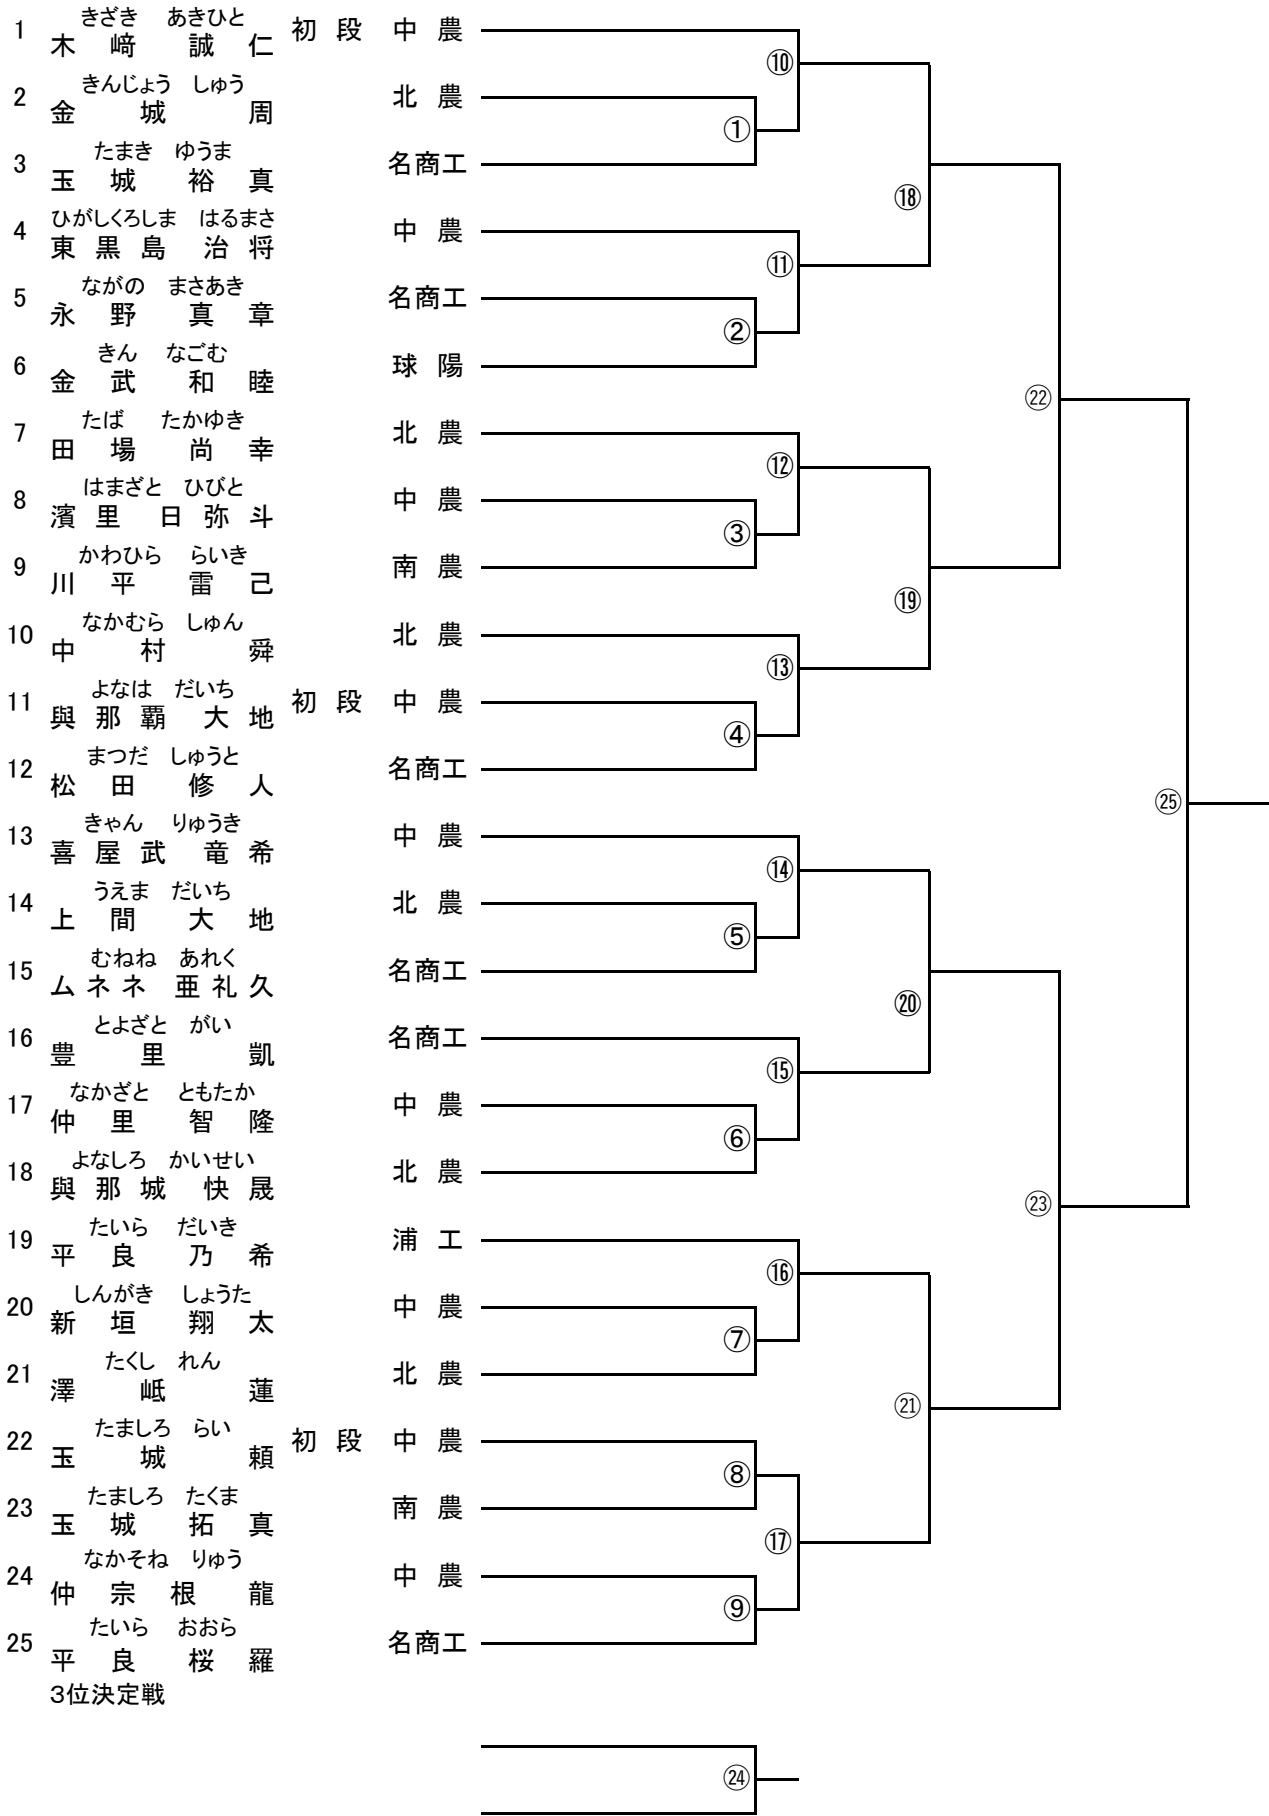 きざき あきひと
1 木﨑 誠仁 初段 中農
⑩
きんじょう しゅう
2 金城 周 北農
①
たまき ゆうま
3 玉城 裕真 名商工
⑱
ひがしくろしま はるまさ
4 東黒島 治将 中農
⑪
ながの まさあき
5 永野 真章 名商工
②
きん なごむ
6 金武 和睦 球陽
㉒
たば たかゆき
7 田場 尚幸 北農
⑫
はまざと ひびと
8 濱里 日弥斗 中農
③
かわひら らいき
9 川平 雷己 南農
⑲
なかむら しゅん
10 中村 舜 北農
⑬
よなは だいち
11 與那覇 大地 初段 中農
④
まつだ しゅうと
12 松田 修人 名商工
㉕
きゃん りゅうき
13 喜屋武 竜希 中農
⑭
うえま だいち
14 上間 大地 北農
⑤
むねね あれく
15 ムネネ 亜礼久 名商工
⑳
とよざと がい
16 豊里 凱 名商工
⑮
なかざと ともたか
17 仲里 智隆 中農
⑥
よなしろ かいせい
18 與那城 快晟 北農
㉓
たいら だいき
19 平良 乃希 浦工
⑯
しんがき しょうた
20 新垣 翔太 中農
⑦
たくし れん
21 澤岻 蓮 北農
㉑
たましろ らい
22 玉城 頼 初段 中農
⑧
たましろ たくま
23 玉城 拓真 南農
⑰
なかそね りゅう
24 仲宗根 龍 中農
⑨
たいら おおら
25 平良 桜羅 名商工
3位決定戦
㉔